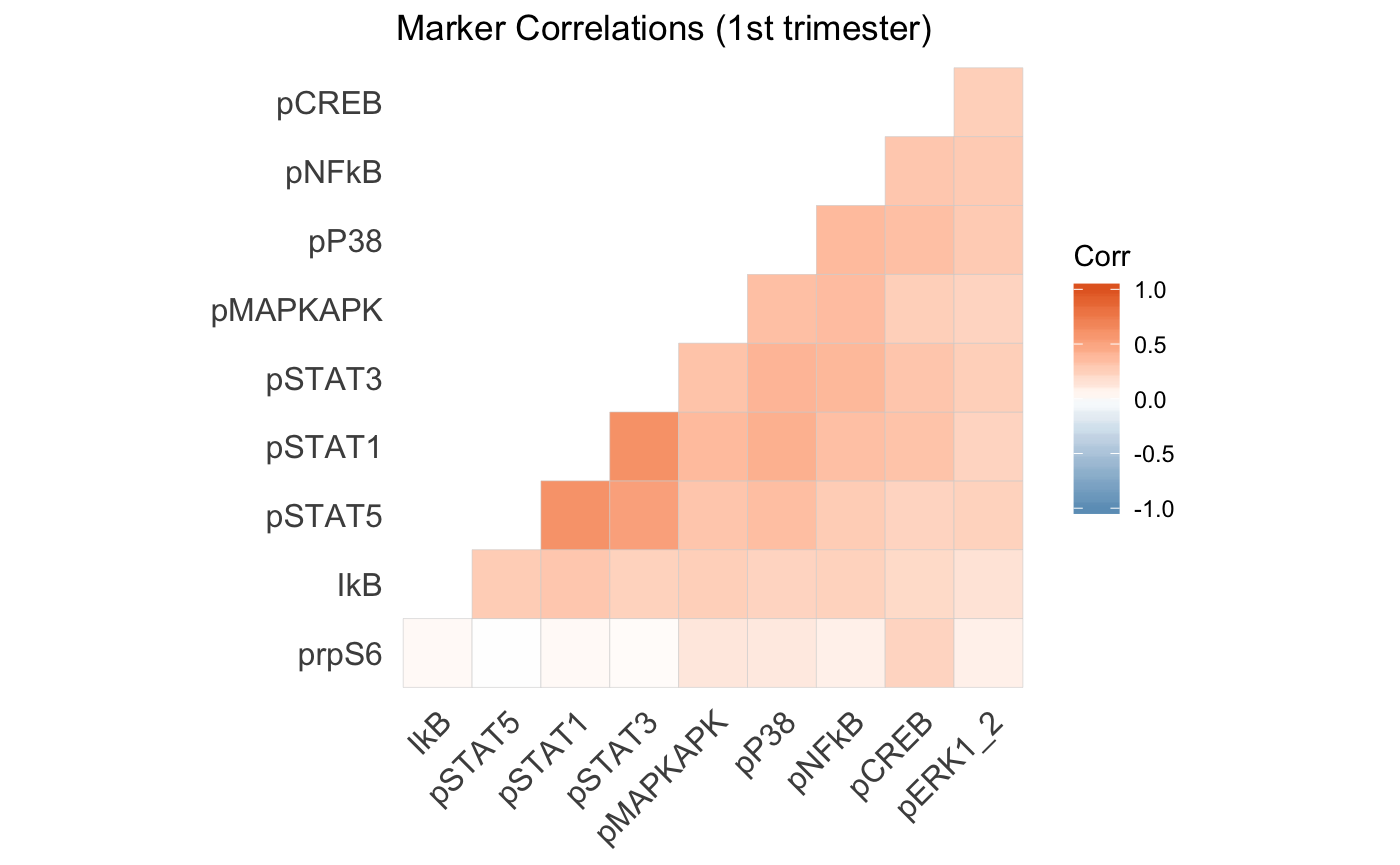 Marker Correlations (1st trimester)
pCREB
pNFkB
pP38
pMAPKAPK
pSTAT3
pSTAT1
pSTAT5
IkB
prpS6
IkB
pSTAT5
pSTAT1
pSTAT3
pMAPKAPK
pP38
pNFkB
pCREB
pERK1_2
Corr
1.0
0.5
0.0
-0.5
-1.0